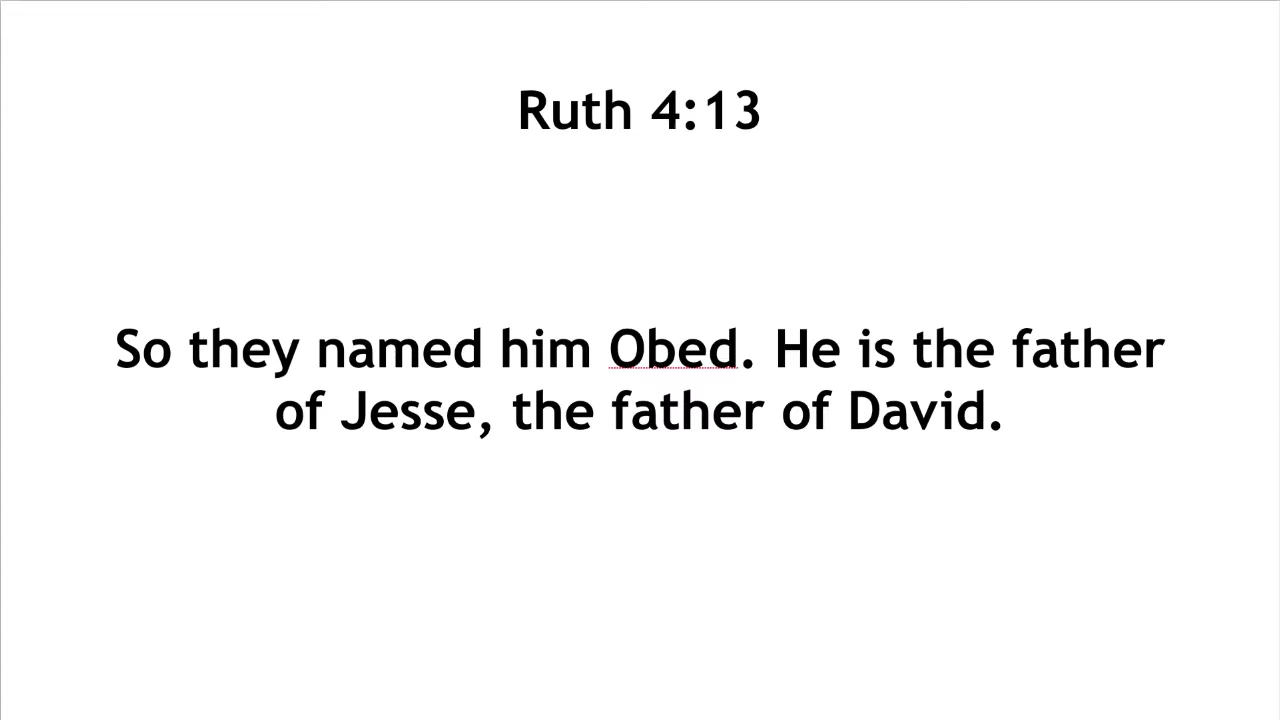 Ruth 4:13
So they named him Obed. He is the father
of Jesse, the father of David.